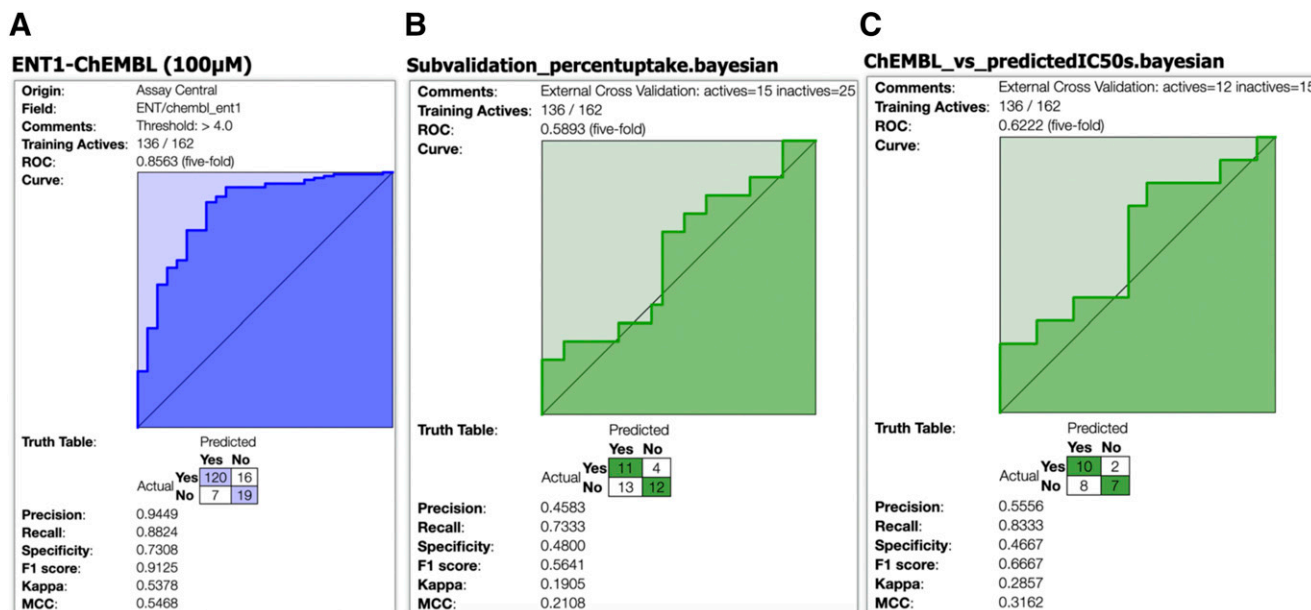 A
ENT1-ChEMBL (100µM)
Origin: Assay Central
Field: ENT/chembl_ent1
Comments: Threshold: > 4.0
Training Actives: 136 / 162
ROC: 0.8563 (five-fold)
Curve:
Truth Table: Predicted
Yes No
Actual Yes 120 16
No 7 19
Precision: 0.9449
Recall: 0.8824
Specificity: 0.7308
F1 score: 0.9125
Kappa: 0.5378
MCC: 0.5468
B
Subvalidation_percentuptake.bayesian
Comments: External Cross Validation: actives=15 inactives=25
Training Actives: 136 / 162
ROC: 0.5893 (five-fold)
Curve:
Truth Table: Predicted
Yes No
Actual Yes 11 4
No 13 12
Precision: 0.4583
Recall: 0.7333
Specificity: 0.4800
F1 score: 0.5641
Kappa: 0.1905
MCC: 0.2108
C
ChEMBL_vs_predictedIC50s.bayesian
Comments: External Cross Validation: actives=12 inactives=15
Training Actives: 136 / 162
ROC: 0.6222 (five-fold)
Curve:
Truth Table: Predicted
Yes No
Actual Yes 10 2
No 8 7
Precision: 0.5556
Recall: 0.8333
Specificity: 0.4667
F1 score: 0.6667
Kappa: 0.2857
MCC: 0.3162